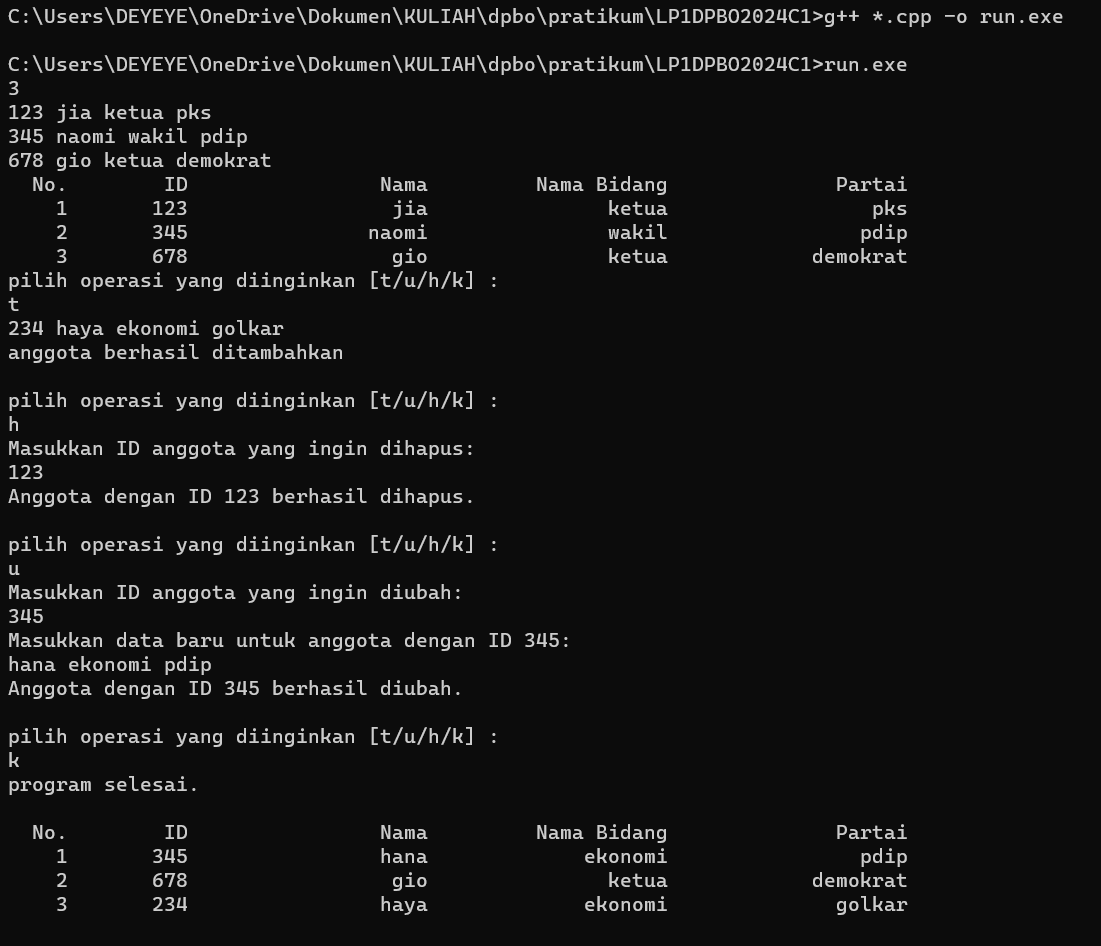 C:\Users\DEYEYE\OneDrive\Dokumen\KULIAH\dpbo\pratikum\LP1DPBO2024C1>g++ *.cpp -o run.exe
C:\Users\DEYEYE\OneDrive\Dokumen\KULIAH\dpbo\pratikum\LP1DPBO2024C1>run.exe
3
123 jia ketua pks
345 naomi wakil pdip
678 gio ketua demokrat
No. ID Nama Nama Bidang Partai
1 123 jia ketua pks
2 345 naomi wakil pdip
3 678 gio ketua demokrat
pilih operasi yang diinginkan [t/u/h/k] :
t
234 haya ekonomi golkar
anggota berhasil ditambahkan
pilih operasi yang diinginkan [t/u/h/k] :
h
Masukkan ID anggota yang ingin dihapus:
123
Anggota dengan ID 123 berhasil dihapus.
pilih operasi yang diinginkan [t/u/h/k] :
u
Masukkan ID anggota yang ingin diubah:
345
Masukkan data baru untuk anggota dengan ID 345:
hana ekonomi pdip
Anggota dengan ID 345 berhasil diubah.
pilih operasi yang diinginkan [t/u/h/k] :
k
program selesai.
No. ID Nama Nama Bidang Partai
1 345 hana ekonomi pdip
2 678 gio ketua demokrat
3 234 haya ekonomi golkar